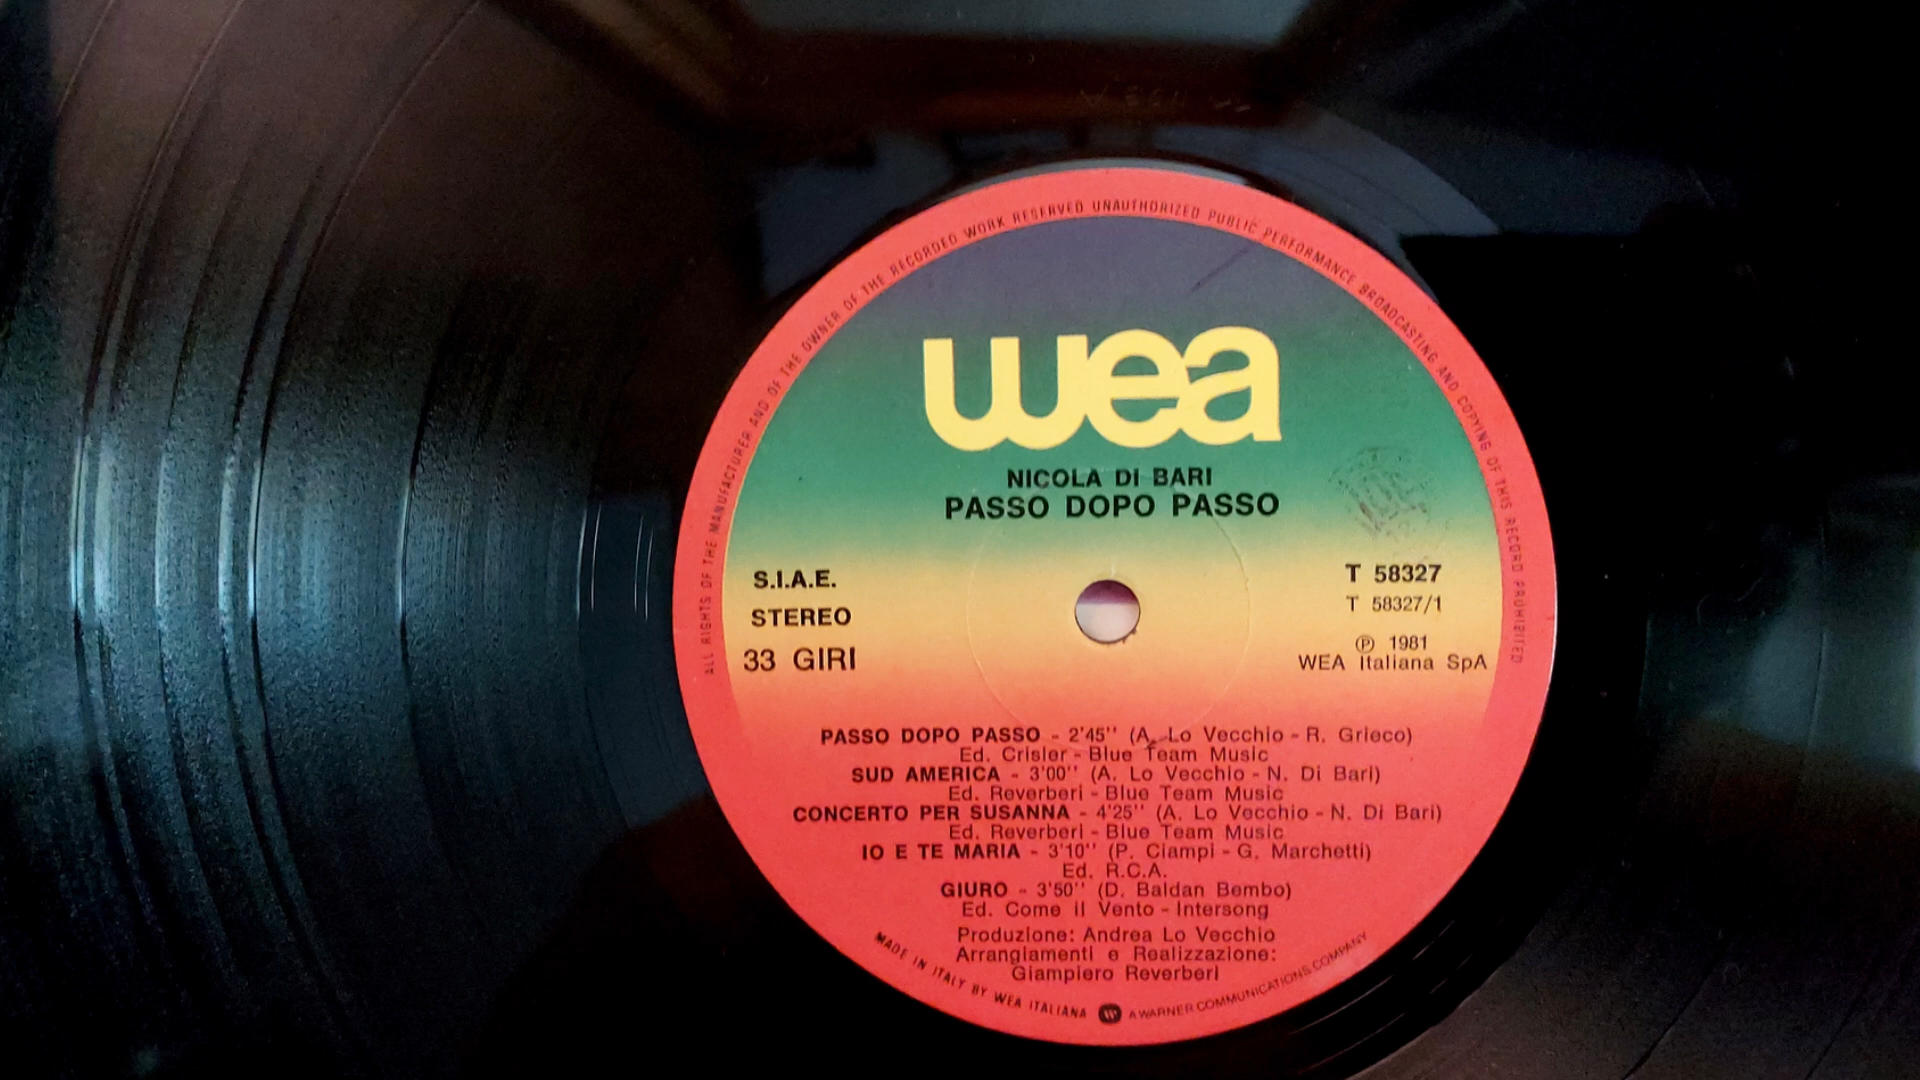 ALL RIGHTS OF THE MANUFACTURER AND OF THE OWNER OF THE RECORDED WORK RESERVED UNAUTHORIZED PUBLIC PERFORMANCE BROADCASTING AND COPYING OF THIS RECORD PROHIBITED
wea
NICOLA DI BARI
PASSO DOPO PASSO
S.I.A.E.
STEREO
33 GIRI
T 58327
T 58327/1
Ⓟ 1981
WEA Italiana SpA
PASSO DOPO PASSO - 2'45'' (A. Lo Vecchio - R. Grieco)
Ed. Crisler - Blue Team Music
SUD AMERICA - 3'00'' (A. Lo Vecchio - N. Di Bari)
Ed. Reverberi - Blue Team Music
CONCERTO PER SUSANNA - 4'25'' (A. Lo Vecchio - N. Di Bari)
Ed. Reverberi - Blue Team Music
IO E TE MARIA - 3'10'' (P. Ciampi - G. Marchetti)
Ed. R.C.A.
GIURO - 3'50'' (D. Baldan Bembo)
Ed. Come il Vento - Intersong
Produzione: Andrea Lo Vecchio
Arrangiamenti e Realizzazione:
Giampiero Reverberi
MADE IN ITALY BY WEA ITALIANA A WARNER COMMUNICATIONS COMPANY